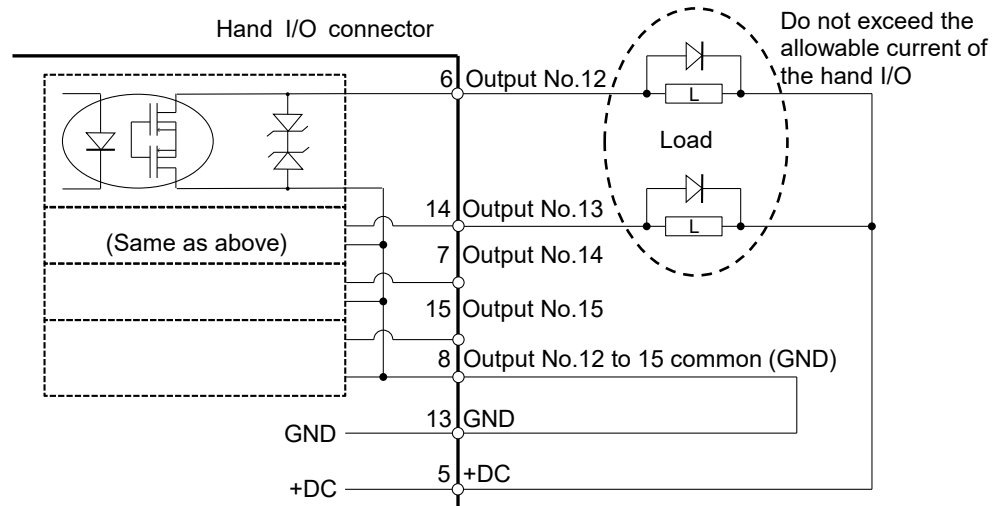 Hand I/O connector
Do not exceed the
allowable current of
the hand I/O
6 Output No.12
L
Load
14 Output No.13
L
(Same as above)
7 Output No.14
15 Output No.15
8 Output No.12 to 15 common (GND)
GND 13 GND
+DC 5 +DC